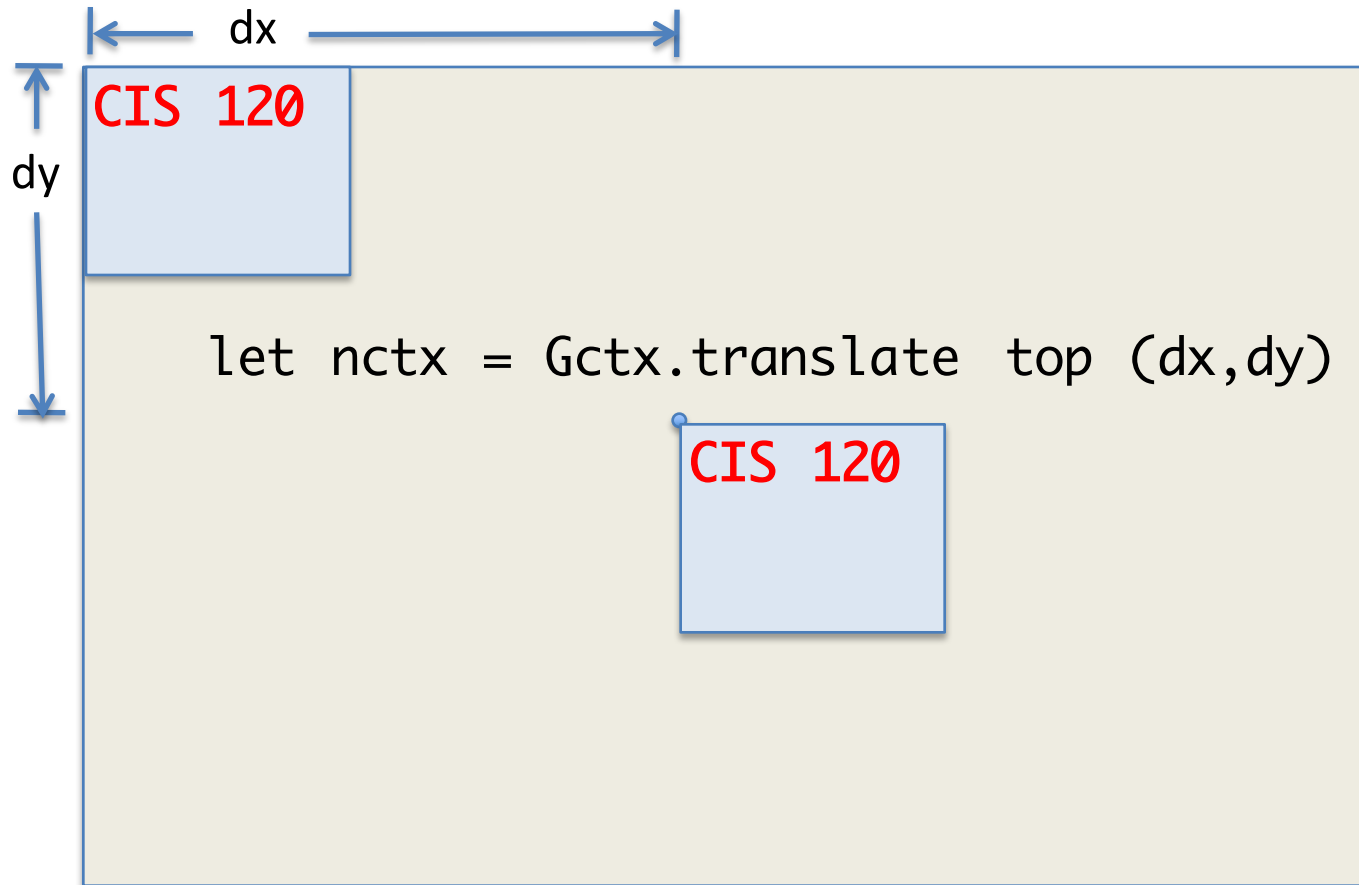 dx
CIS 120
dy
let nctx = Gctx.translate top (dx,dy)
CIS 120